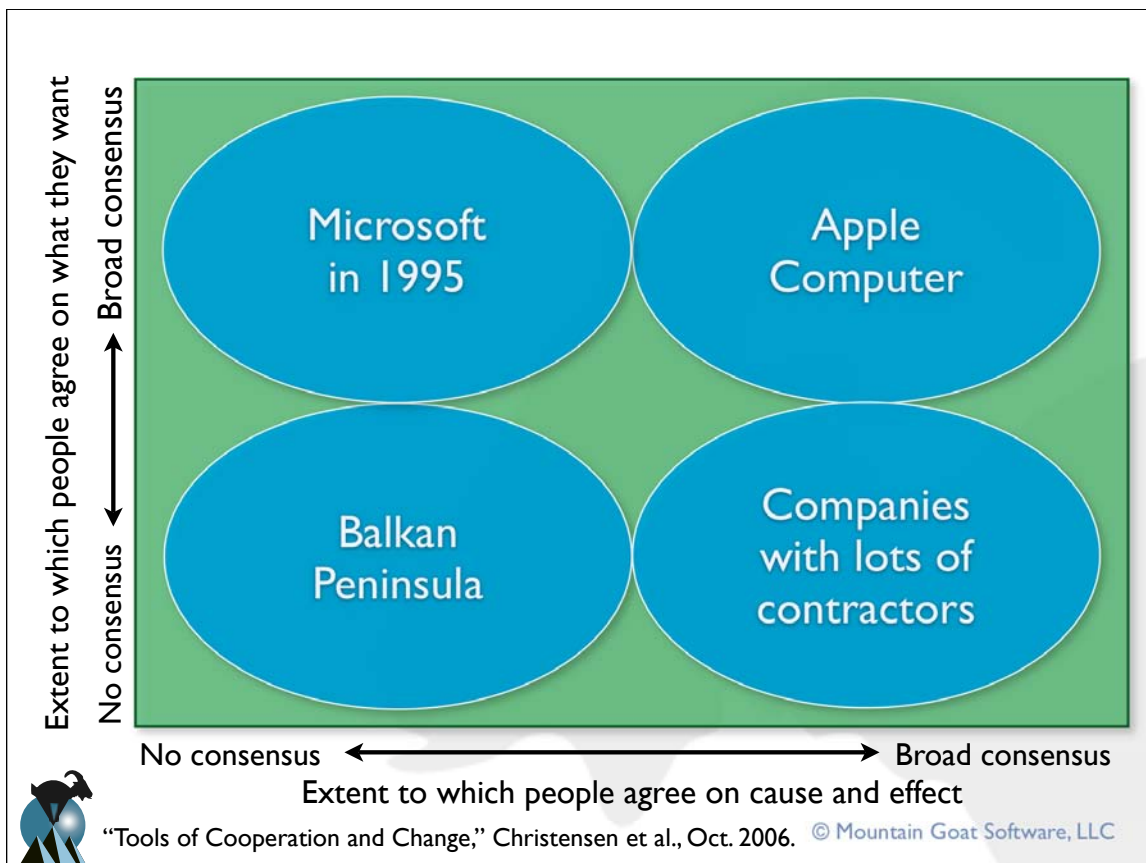 Extent to which people agree on what they want
Broad consensus
No consensus
Microsoft
in 1995
Apple
Computer
Balkan
Peninsula
Companies
with lots of
contractors
No consensus
Broad consensus
Extent to which people agree on cause and effect
“Tools of Cooperation and Change,” Christensen et al., Oct. 2006.
© Mountain Goat Software, LLC